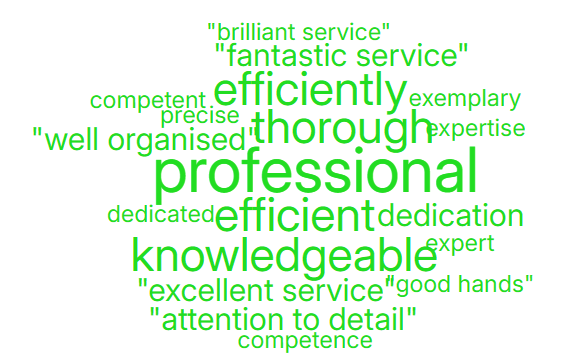 "brilliant service"
"fantastic service"
efficiently
competent
exemplary
precise
thorough
expertise
"well organised"
professional
dedicated
efficient
dedication
knowledgeable
expert
"excellent service"
"good hands"
"attention to detail"
competence